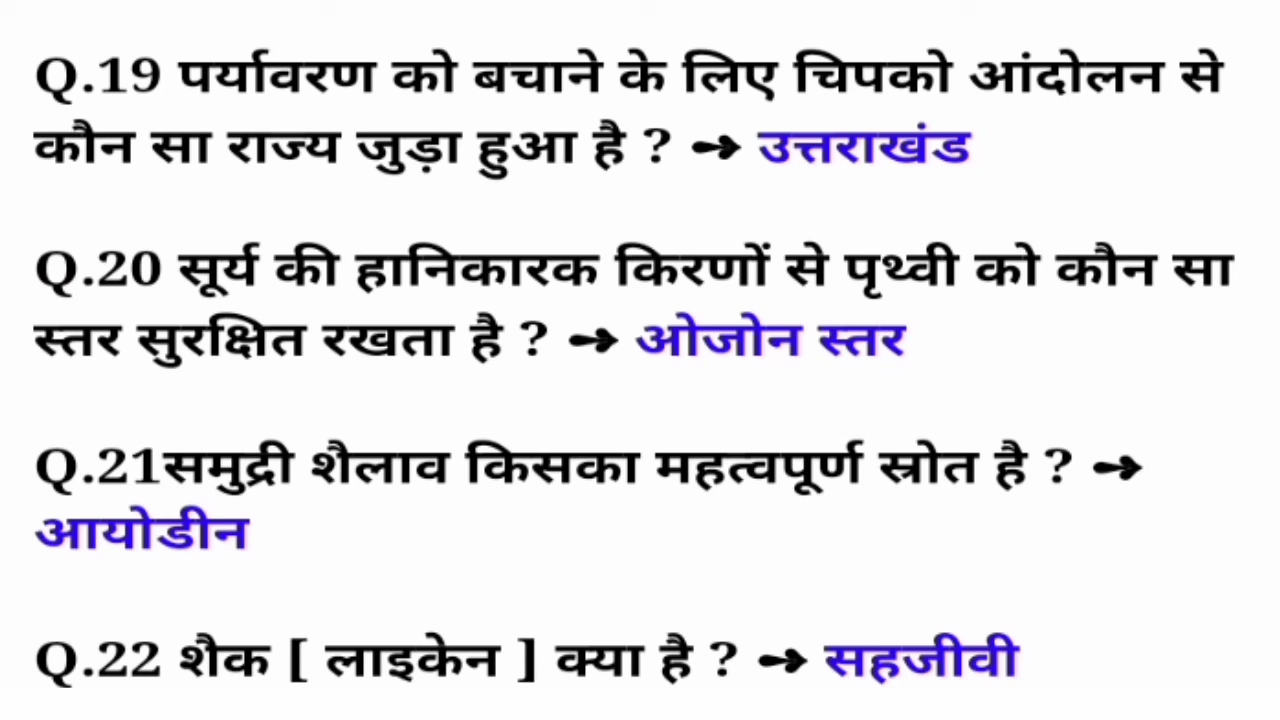 Q.19 पर्यावरण को बचाने के लिए चिपको आंदोलन से
कौन सा राज्य जुड़ा हुआ है ? ➻ उत्तराखंड
Q.20 सूर्य की हानिकारक किरणों से पृथ्वी को कौन सा
स्तर सुरक्षित रखता है ? ➻ ओजोन स्तर
Q.21समुद्री शैलाव किसका महत्वपूर्ण स्रोत है ? ➻
आयोडीन
Q.22 शैक [ लाइकेन ] क्या है ? ➻ सहजीवी